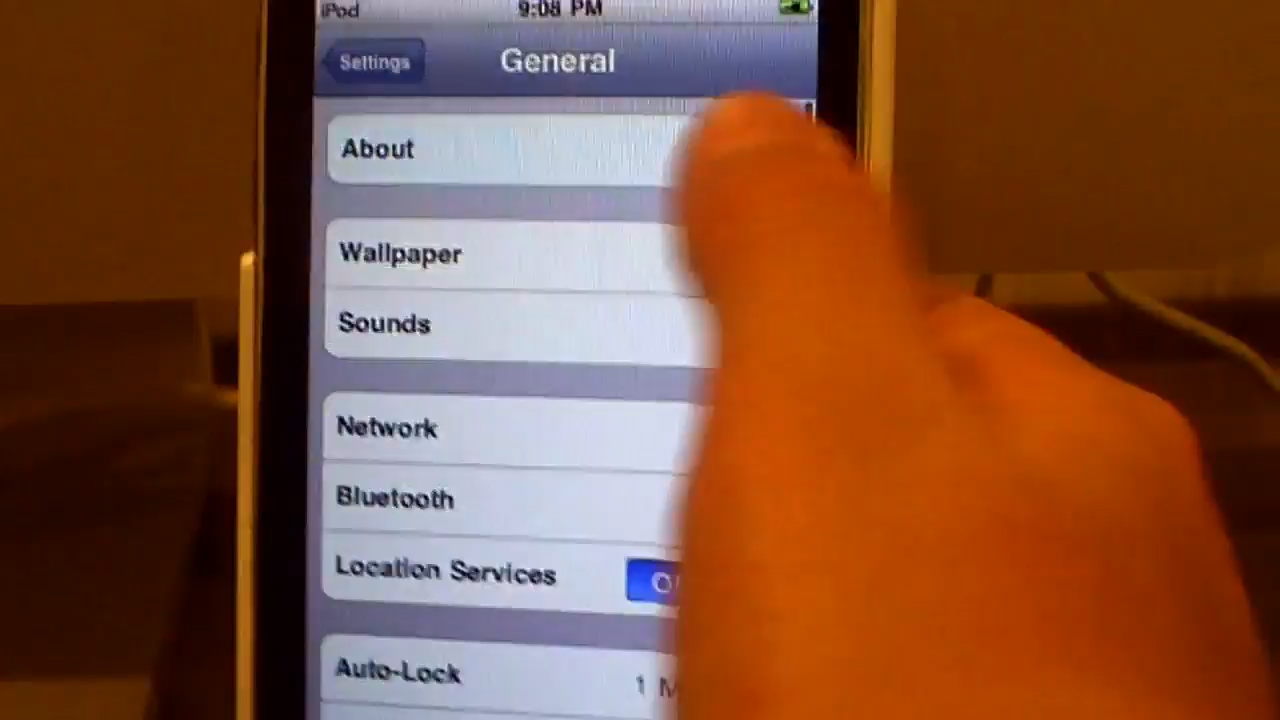 iPod 9:08 PM
Settings General
About
Wallpaper
Sounds
Network
Bluetooth
Location Services
Auto-Lock 1